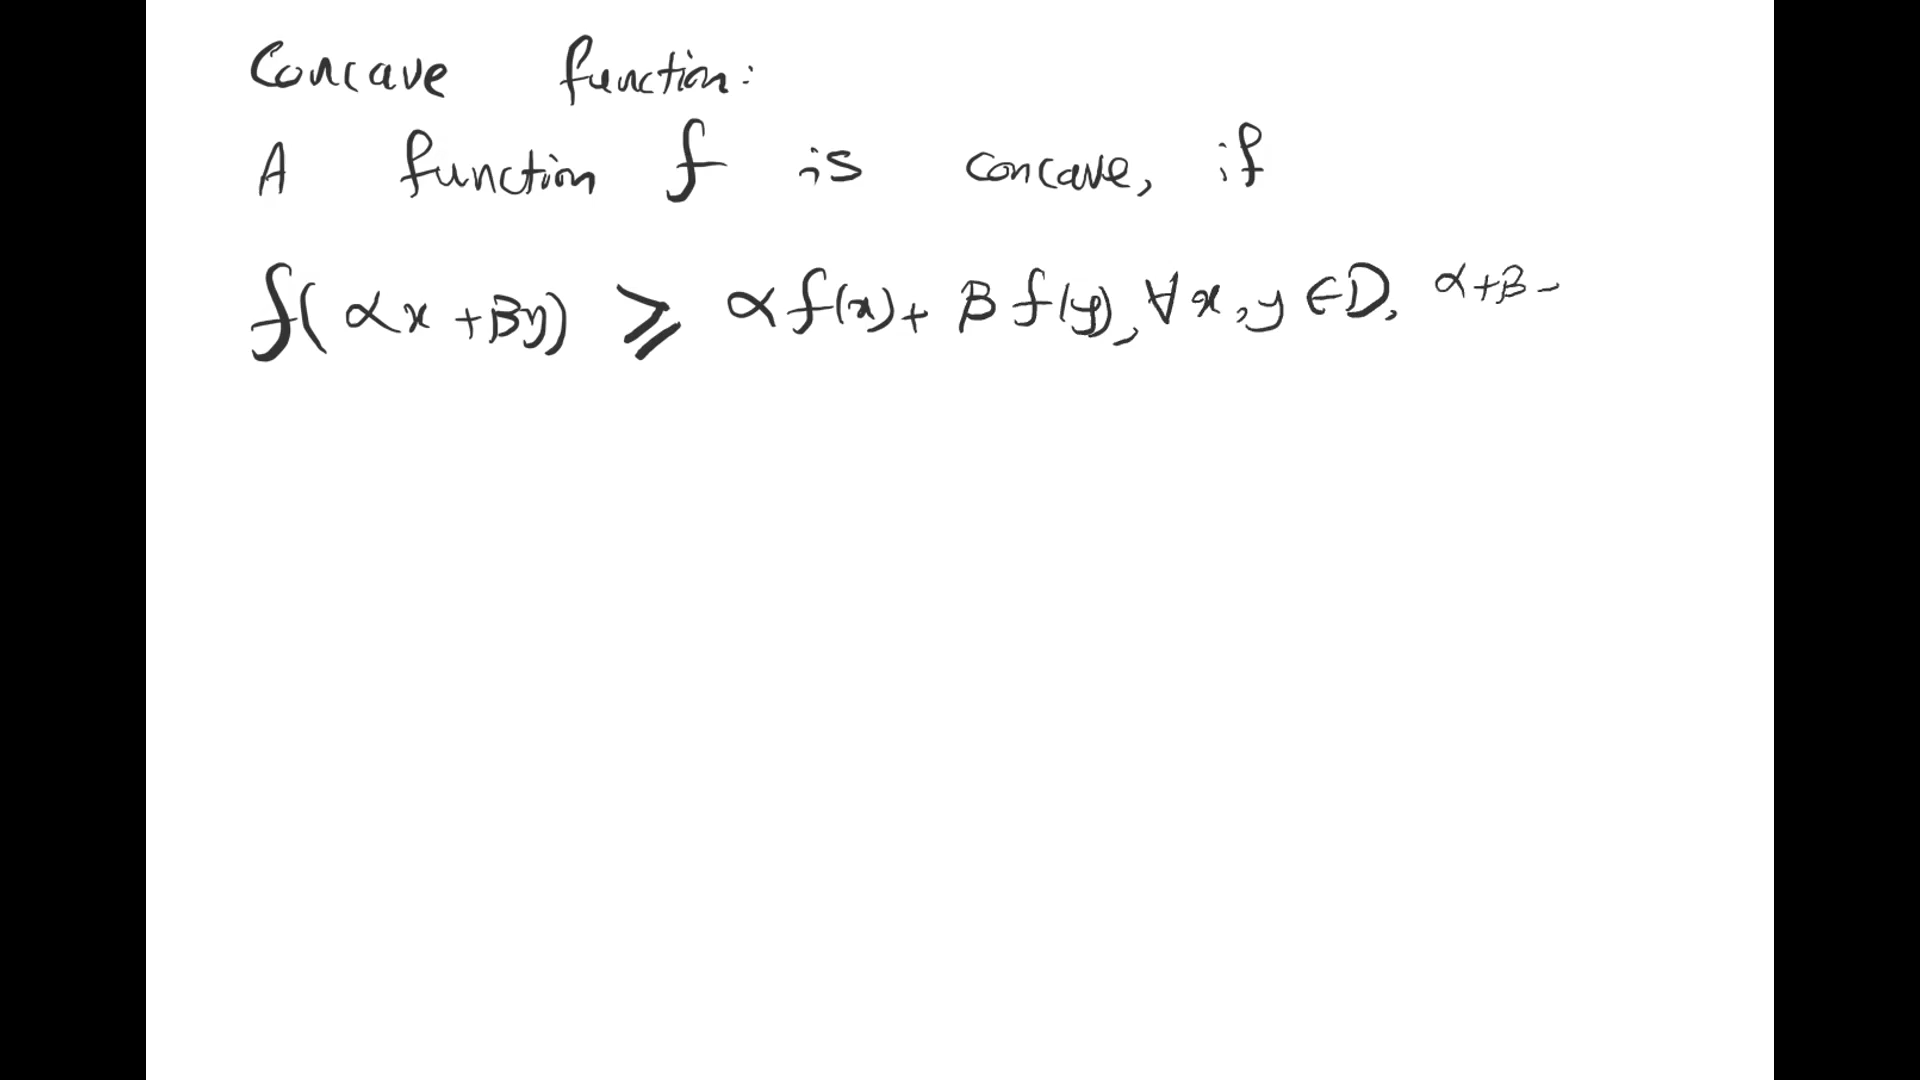 Concave function:
A function f is concave, if
f(αx + βy) ⩾ αf(x) + βf(y), ∀x, y ∈ D, α+β -